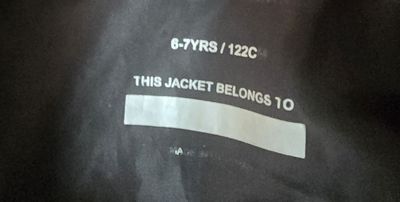 6-7YRS / 122C
THIS JACKET BELONGS TO